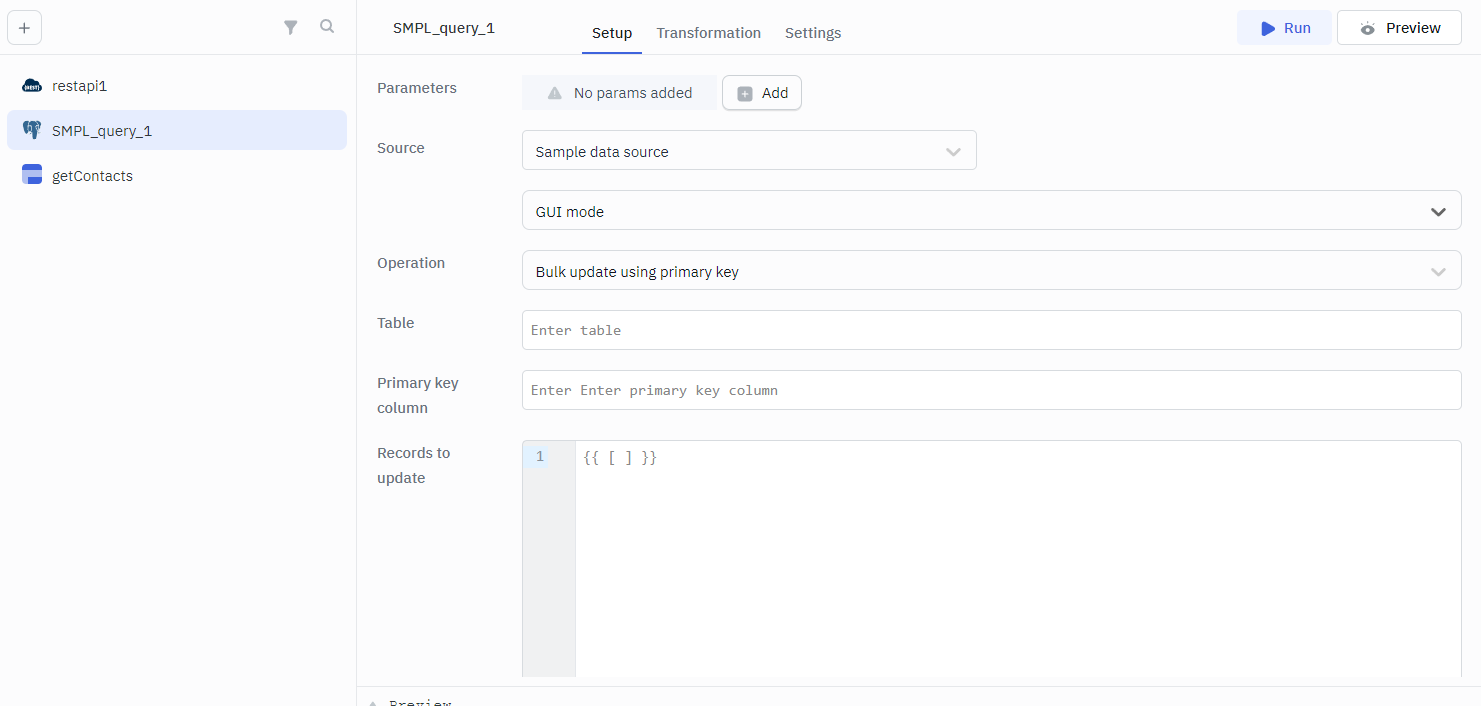 SMPL_query_1
Setup
Transformation
Settings
Run
Preview
restapi1
SMPL_query_1
getContacts
Parameters
No params added
Add
Source
Sample data source
GUI mode
Operation
Bulk update using primary key
Table
Enter table
Primary key
column
Enter Enter primary key column
Records to
update
1
{{ [ ] }}
Preview